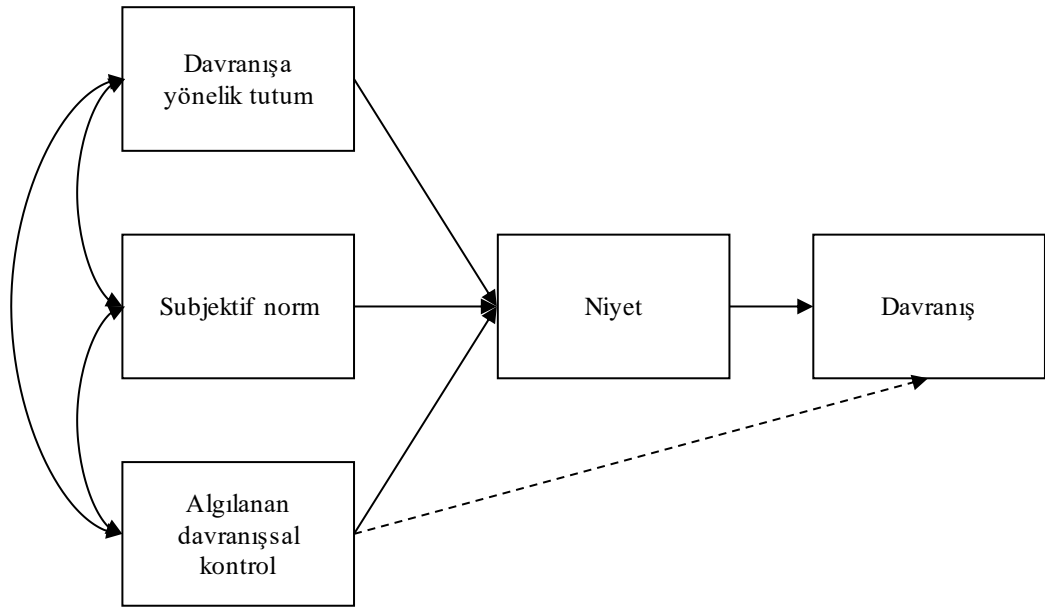 Davranışa
yönelik tutum
Subjektif norm
Niyet
Davranış
Algılanan
davranışsal
kontrol